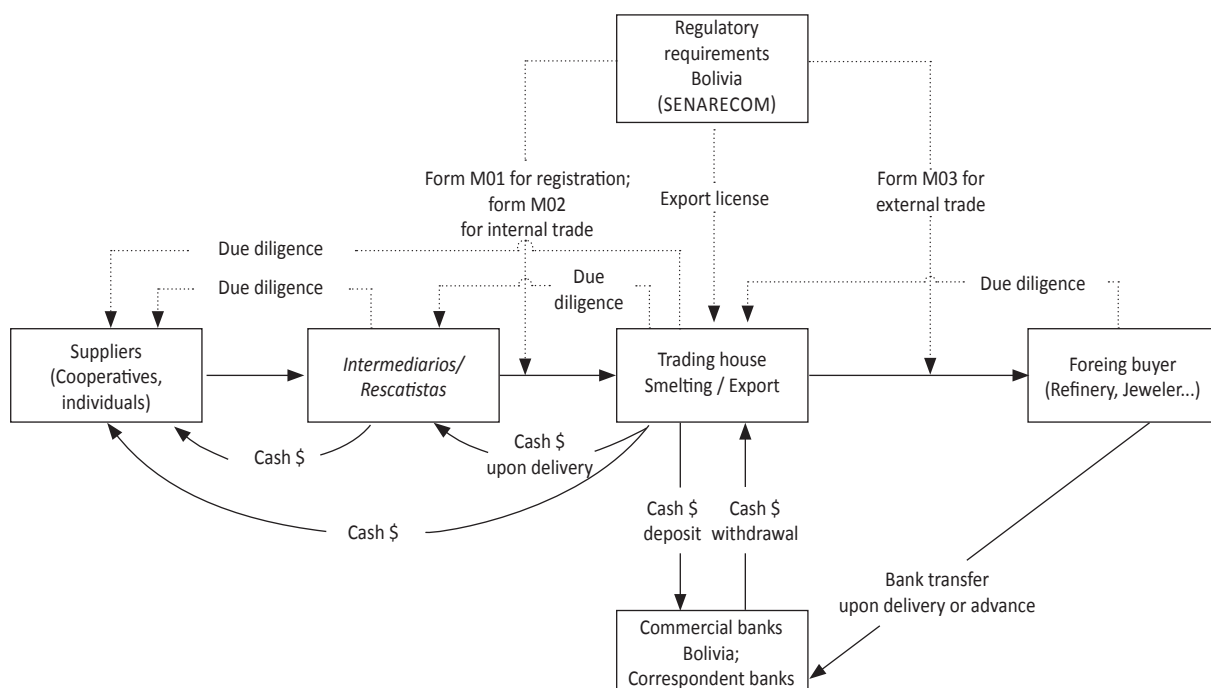 Regulatory
requirements
Bolivia
(SENARECOM)
Form M01 for registration;
form M02
for internal trade
Export license
Form M03 for
external trade
Due diligence
Due diligence
Due
diligence
Due diligence
Suppliers
(Cooperatives,
individuals)
Intermediarios/
Rescatistas
Trading house
Smelting / Export
Foreing buyer
(Refinery, Jeweler...)
Cash $
Cash $
upon delivery
Cash $
Cash $
deposit
Cash $
withdrawal
Bank transfer
upon delivery or advance
Commercial banks
Bolivia;
Correspondent banks